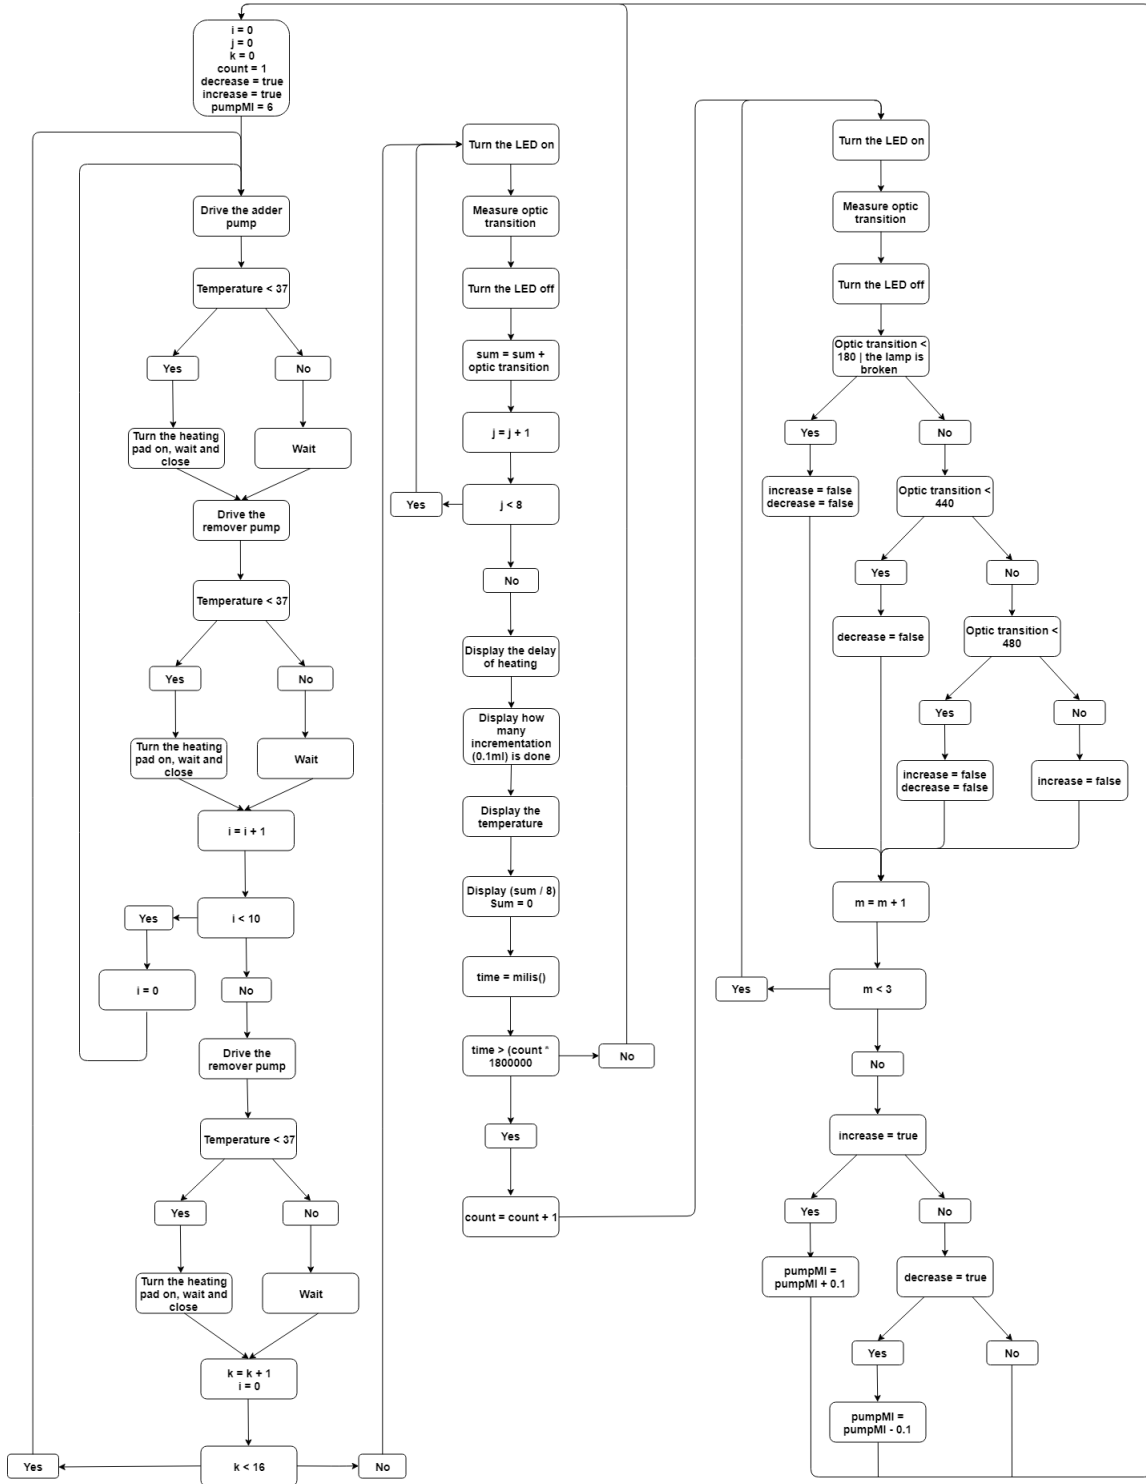 i = 0
j = 0
k = 0
count = 1
decrease = true
increase = true
pumpMl = 6
Drive the adder
pump
Temperature < 37
Yes
No
Turn the heating
pad on, wait and
close
Wait
Drive the
remover pump
Temperature < 37
Yes
No
Turn the heating
pad on, wait and
close
Wait
i = i + 1
i < 10
Yes
i = 0
No
Drive the
remover pump
Temperature < 37
Yes
No
Turn the heating
pad on, wait and
close
Wait
k = k + 1
i = 0
k < 16
Yes
No
Turn the LED on
Measure optic
transition
Turn the LED off
sum = sum +
optic transition
j = j + 1
j < 8
Yes
No
Display the delay
of heating
Display how
many
incrementation
(0.1ml) is done
Display the
temperature
Display (sum / 8)
Sum = 0
time = milis()
time > (count *
1800000
No
Yes
count = count + 1
Turn the LED on
Measure optic
transition
Turn the LED off
Optic transition <
180 | the lamp is
broken
Yes
No
increase = false
decrease = false
Optic transition <
440
Yes
No
decrease = false
Optic transition <
480
Yes
No
increase = false
decrease = false
increase = false
m = m + 1
m < 3
Yes
No
increase = true
Yes
No
pumpMl =
pumpMl + 0.1
decrease = true
Yes
No
pumpMl =
pumpMl - 0.1